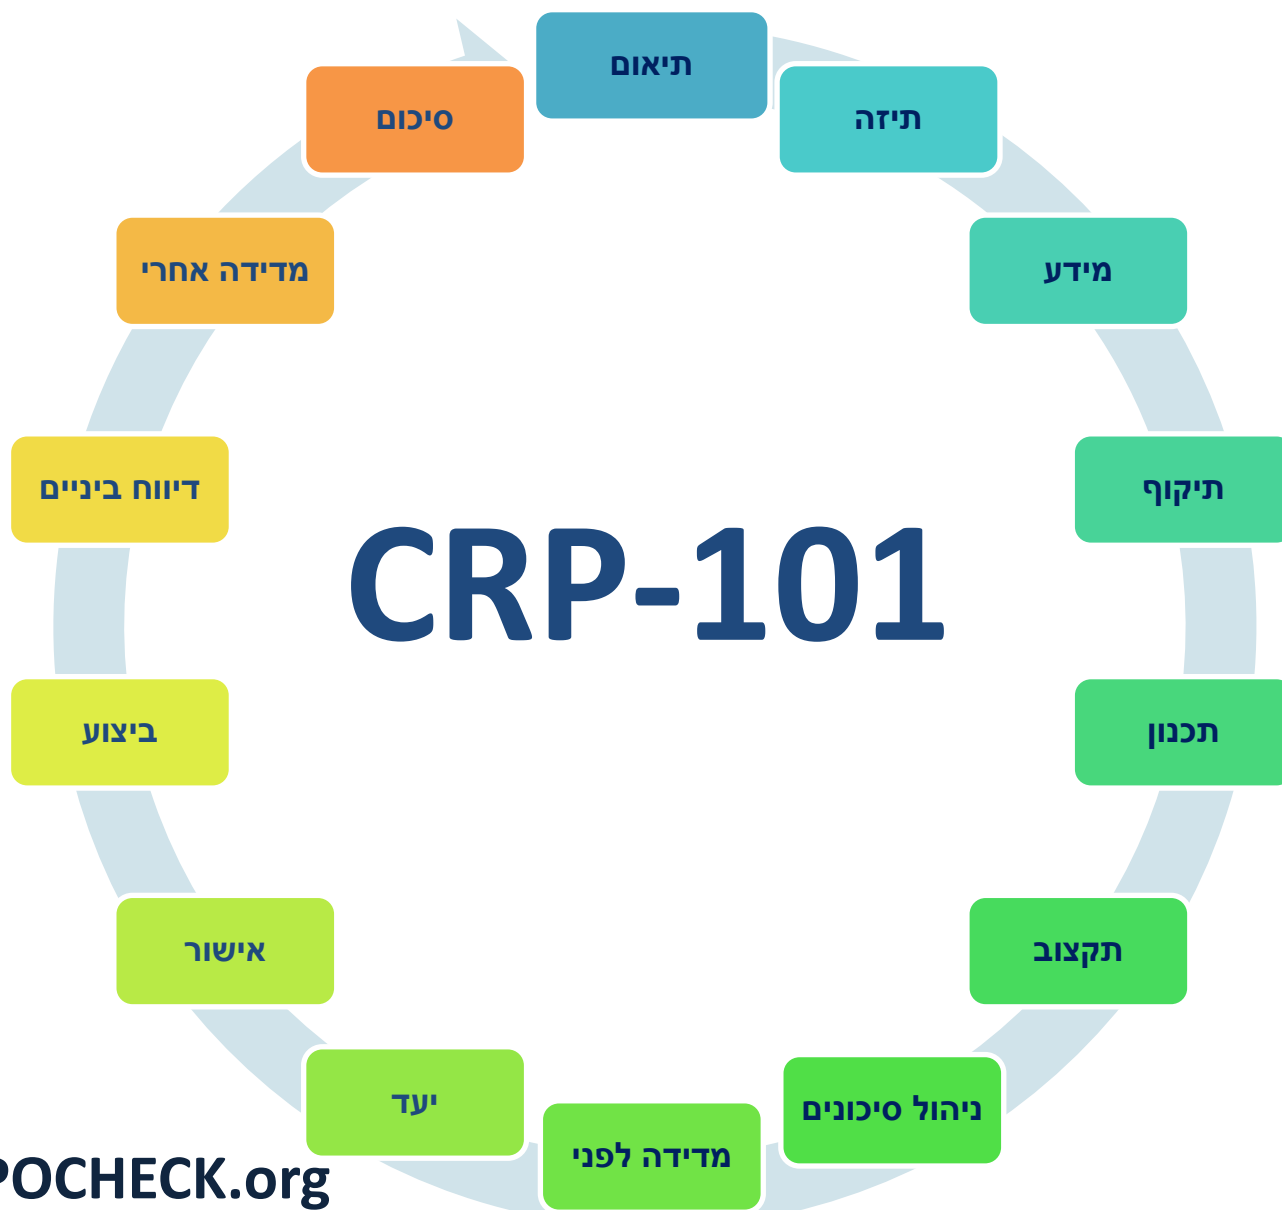 תיאום
תיזה
מידע
תיקוף
תכנון
תקצוב
ניהול סיכונים
מדידה לפני
יעד
אישור
ביצוע
דיווח ביניים
מדידה אחרי
סיכום
CRP-101
POCHECK.org